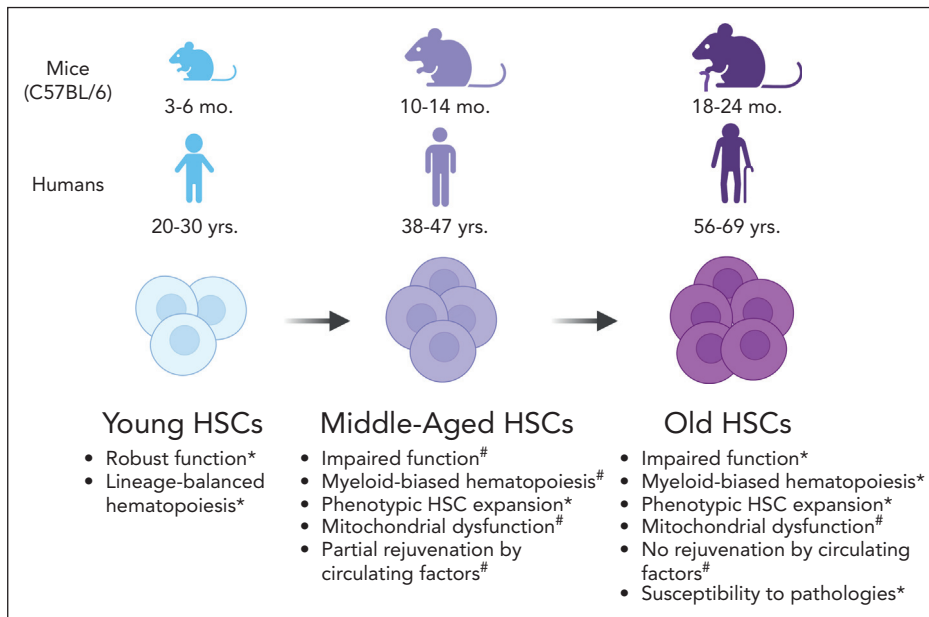 Mice
(C57BL/6)
3-6 mo.
10-14 mo.
18-24 mo.
Humans
20-30 yrs.
38-47 yrs.
56-69 yrs.
Young HSCs
• Robust function*
• Lineage-balanced
hematopoiesis*
Middle-Aged HSCs
• Impaired function#
• Myeloid-biased hematopoiesis#
• Phenotypic HSC expansion*
• Mitochondrial dysfunction#
• Partial rejuvenation by
circulating factors#
Old HSCs
• Impaired function*
• Myeloid-biased hematopoiesis*
• Phenotypic HSC expansion*
• Mitochondrial dysfunction#
• No rejuvenation by circulating
factors#
• Susceptibility to pathologies*